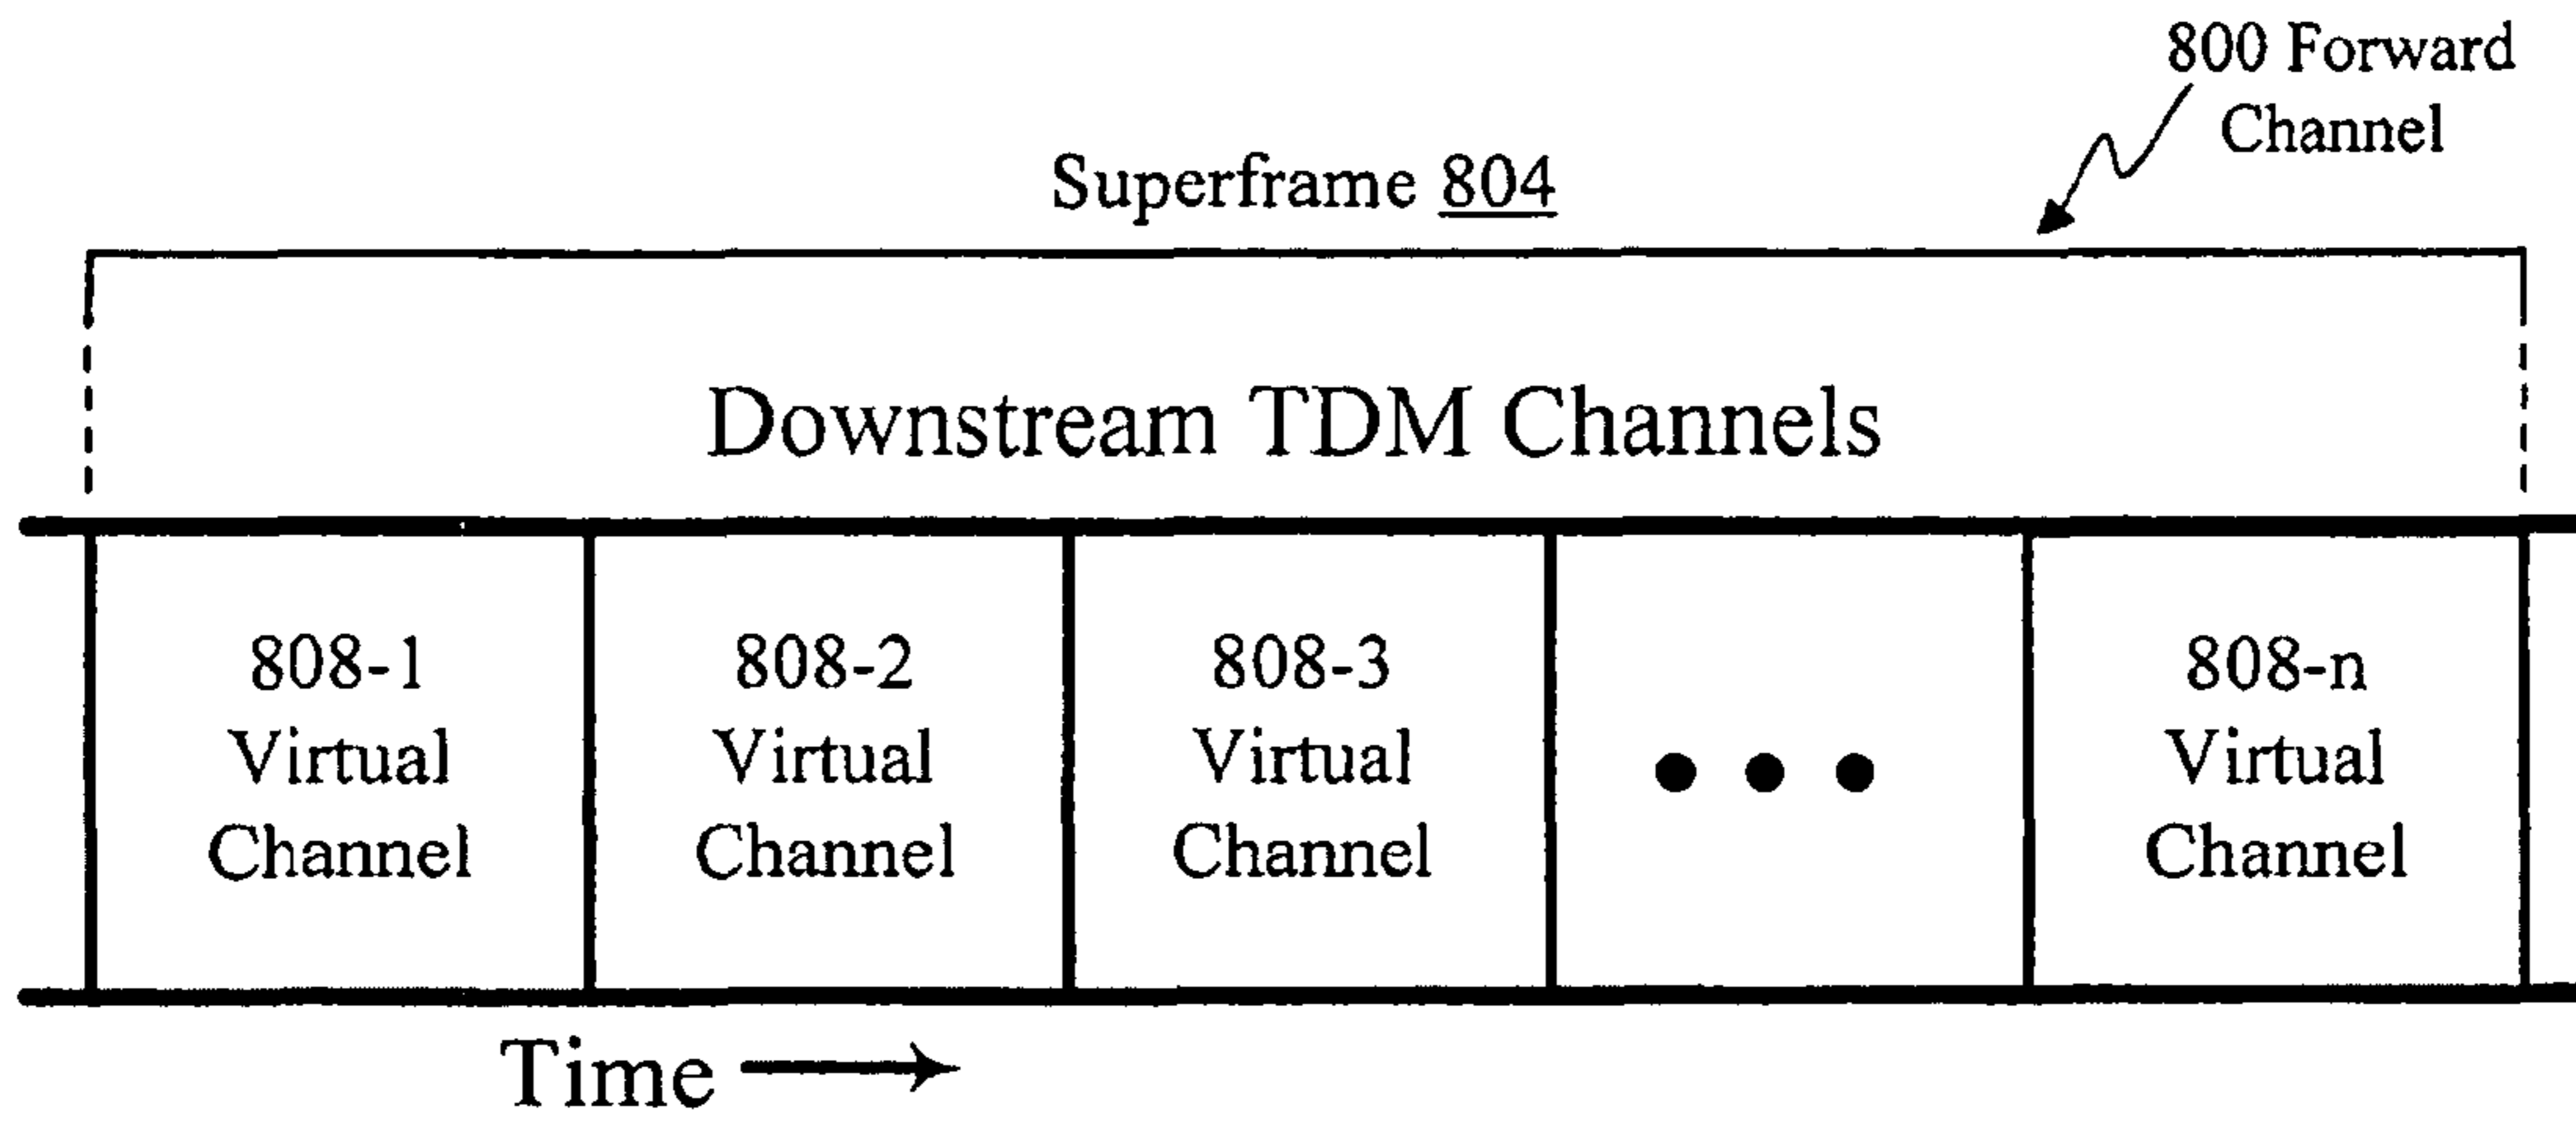 800 Forward
Channel
Superframe 804
Downstream TDM Channels
808-1
Virtual
Channel
808-2
Virtual
Channel
808-3
Virtual
Channel
808-n
Virtual
Channel
Time